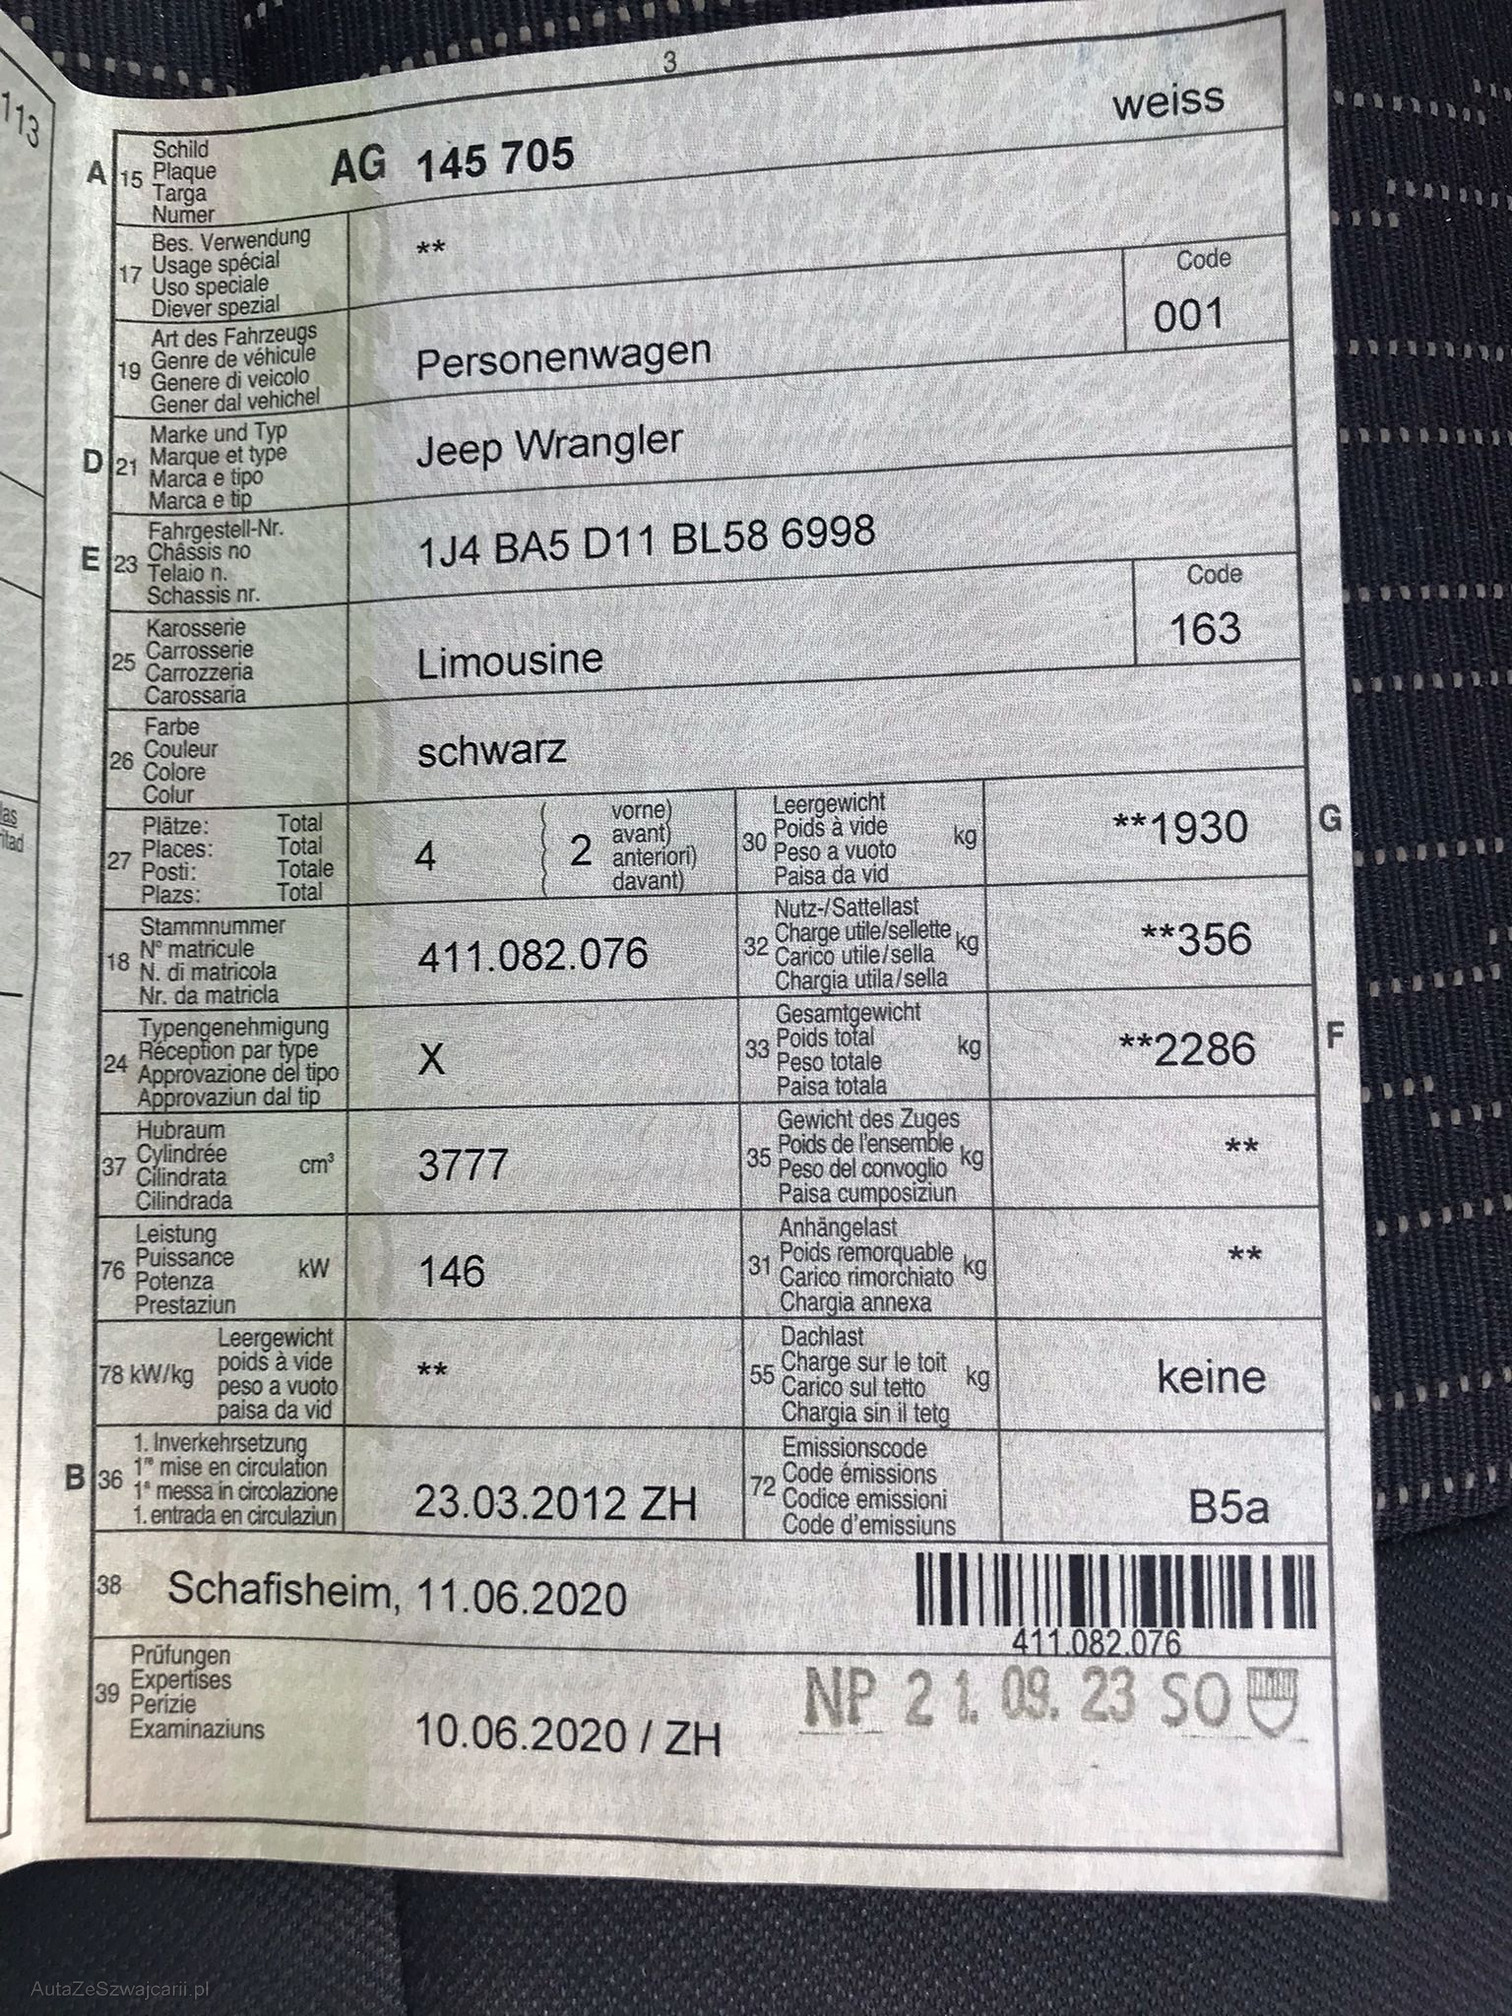 113
3
A 15 Schild
Plaque
Targa
Numer
AG 145 705
weiss
17 Bes. Verwendung
Usage spécial
Uso speciale
Diever spezial
**
19 Art des Fahrzeugs
Genre de véhicule
Genere di veicolo
Gener dal vehichel
Personenwagen
Code
001
D 21 Marke und Typ
Marque et type
Marca e tipo
Marca e tip
Jeep Wrangler
E 23 Fahrgestell-Nr.
Châssis no
Telaio n.
Schassis nr.
1J4 BA5 D11 BL58 6998
25 Karosserie
Carrosserie
Carrozzeria
Carossaria
Limousine
Code
163
26 Farbe
Couleur
Colore
Colur
schwarz
27 Plätze: Total
Places: Total
Posti: Totale
Plazs: Total
4
2
vorne)
avant)
anteriori)
davant)
30 Leergewicht
Poids à vide
Peso a vuoto
Paisa da vid
kg
**1930
G
18 Stammnummer
N° matricule
N. di matricola
Nr. da matricla
411.082.076
32 Nutz-/Sattellast
Charge utile/sellette
Carico utile/sella
Chargia utila/sella
kg
**356
24 Typengenehmigung
Réception par type
Approvazione del tipo
Approvaziun dal tip
X
33 Gesamtgewicht
Poids total
Peso totale
Paisa totala
kg
**2286
F
37 Hubraum
Cylindrée
Cilindrata
Cilindrada
cm³
3777
35 Gewicht des Zuges
Poids de l'ensemble
Peso del convoglio
Paisa cumposiziun
kg
**
76 Leistung
Puissance
Potenza
Prestaziun
kW
146
31 Anhängelast
Poids remorquable
Carico rimorchiato
Chargia annexa
kg
**
78 kW/kg
Leergewicht
poids à vide
peso a vuoto
paisa da vid
**
55 Dachlast
Charge sur le toit
Carico sul tetto
Chargia sin il tetg
kg
keine
B 36 1. Inverkehrsetzung
1re mise en circulation
1a messa in circolazione
1. entrada en circulaziun
23.03.2012 ZH
72 Emissionscode
Code émissions
Codice emissioni
Code d'emissiuns
B5a
38 Schafisheim, 11.06.2020
411.082.076
39 Prüfungen
Expertises
Perizie
Examinaziuns
10.06.2020 / ZH
NP 21. 09. 23 SO
AutaZeSzwajcarii.pl